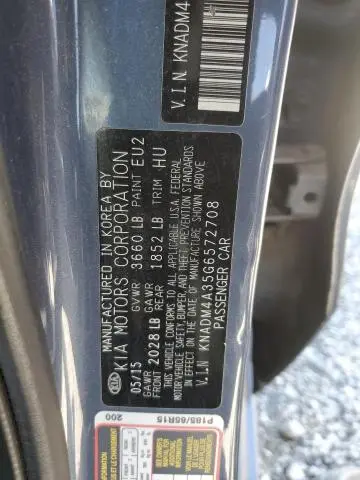 MANUFACTURED IN KOREA BY
KIA MOTORS CORPORATION
05/15 GVWR 3660 LB PAINT EU2
GAWR FRONT 2028 LB GAWR REAR 1852 LB TRIM HU
THIS VEHICLE CONFORMS TO ALL APPLICABLE U.S.A. FEDERAL
MOTOR VEHICLE SAFETY, BUMPER, AND THEFT PREVENTION STANDARDS
IN EFFECT ON THE DATE OF MANUFACTURE SHOWN ABOVE
V.I.N KNADM4A35G6572708
PASSENGER CAR
KIA
V.I.N KNADM4
P185/65R15
200